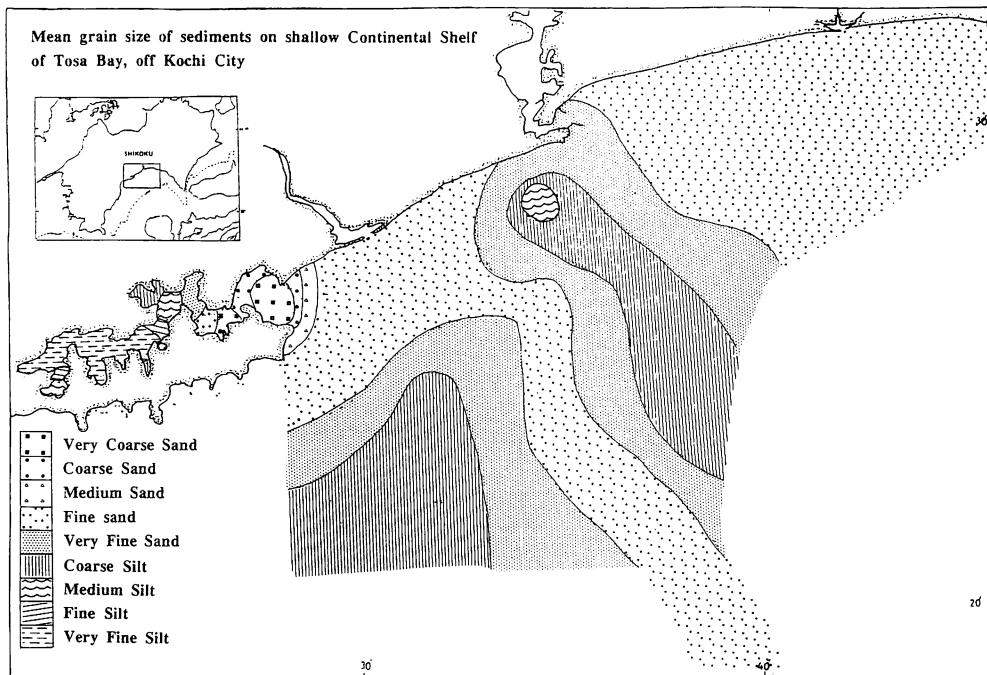 Mean grain size of sediments on shallow Continental Shelf
of Tosa Bay, off Kochi City
SHIKOKU
30'
Very Coarse Sand
Coarse Sand
Medium Sand
Fine sand
Very Fine Sand
Coarse Silt
Medium Silt
Fine Silt
Very Fine Silt
20'
30'
40'